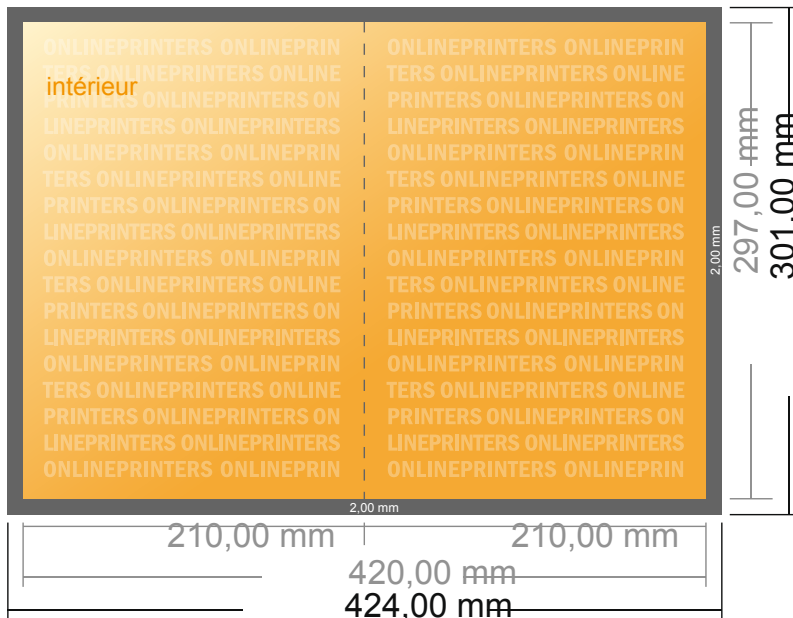 ONLINEPRINTERS ONLINEPRIN
TERS ONLINEPRINTERS ONLINE
intérieur
PRINTERS ONLINEPRINTERS ON
LINEPRINTERS ONLINEPRINTERS
ONLINEPRINTERS ONLINEPRIN
TERS ONLINEPRINTERS ONLINE
PRINTERS ONLINEPRINTERS ON
LINEPRINTERS ONLINEPRINTERS
ONLINEPRINTERS ONLINEPRIN
TERS ONLINEPRINTERS ONLINE
PRINTERS ONLINEPRINTERS ON
LINEPRINTERS ONLINEPRINTERS
ONLINEPRINTERS ONLINEPRIN
TERS ONLINEPRINTERS ONLINE
PRINTERS ONLINEPRINTERS ON
LINEPRINTERS ONLINEPRINTERS
ONLINEPRINTERS ONLINEPRIN
ONLINEPRINTERS ONLINEPRIN
TERS ONLINEPRINTERS ONLINE
PRINTERS ONLINEPRINTERS ON
LINEPRINTERS ONLINEPRINTERS
ONLINEPRINTERS ONLINEPRIN
TERS ONLINEPRINTERS ONLINE
PRINTERS ONLINEPRINTERS ON
LINEPRINTERS ONLINEPRINTERS
ONLINEPRINTERS ONLINEPRIN
TERS ONLINEPRINTERS ONLINE
PRINTERS ONLINEPRINTERS ON
LINEPRINTERS ONLINEPRINTERS
ONLINEPRINTERS ONLINEPRIN
TERS ONLINEPRINTERS ONLINE
PRINTERS ONLINEPRINTERS ON
LINEPRINTERS ONLINEPRINTERS
ONLINEPRINTERS ONLINEPRIN
2,00 mm
297,00 mm
301,00 mm
2,00 mm
210,00 mm
210,00 mm
420,00 mm
424,00 mm